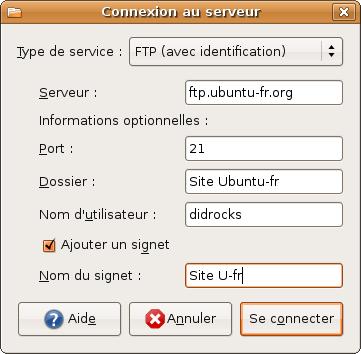 Connexion au serveur
Type de service : FTP (avec identification)
Serveur : ftp.ubuntu-fr.org
Informations optionnelles :
Port : 21
Dossier : Site Ubuntu-fr
Nom d'utilisateur : didrocks
Ajouter un signet
Nom du signet : Site U-fr
Aide Annuler Se connecter